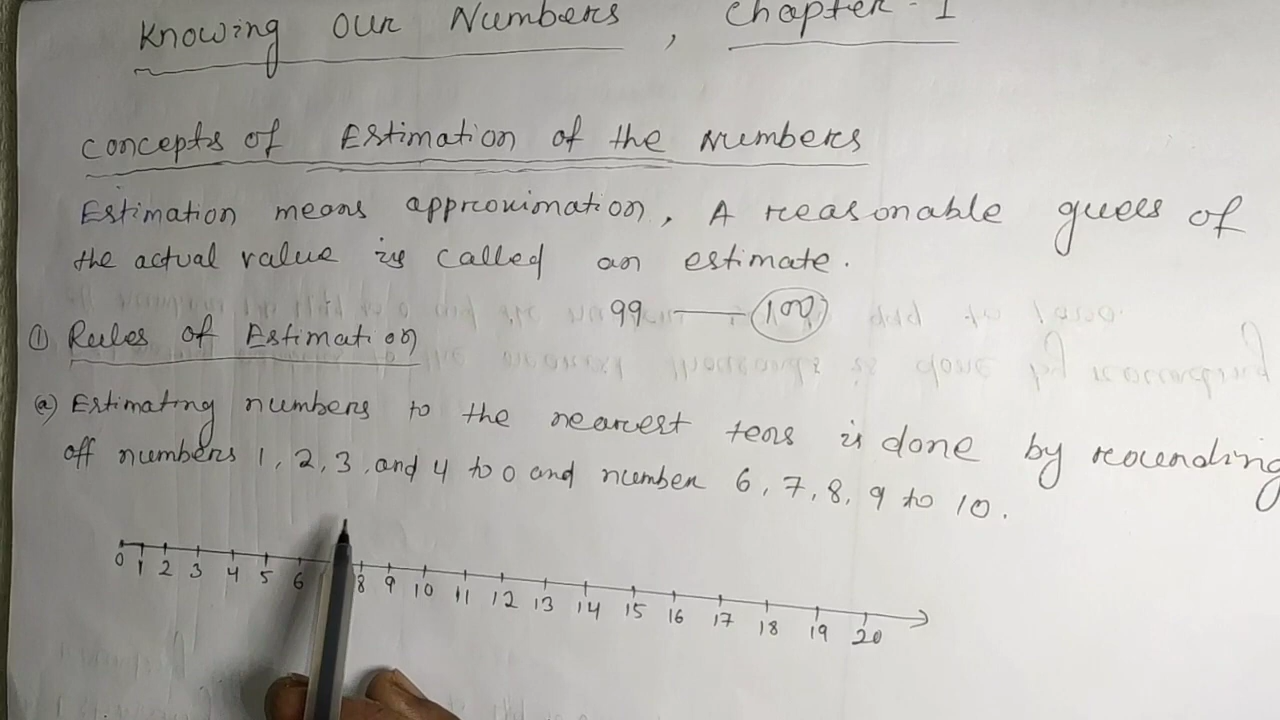 Knowing Our Numbers, Chapter - I
Concepts of Estimation of the Numbers
Estimation means approximation, A reasonable guess of
the actual value is called an estimate.
99 — 100
① Rules of Estimation
(a) Estimating numbers to the nearest tens is done by rounding
off numbers 1, 2, 3, and 4 to 0 and number 6, 7, 8, 9 to 10.
0 1 2 3 4 5 6 8 9 10 11 12 13 14 15 16 17 18 19 20